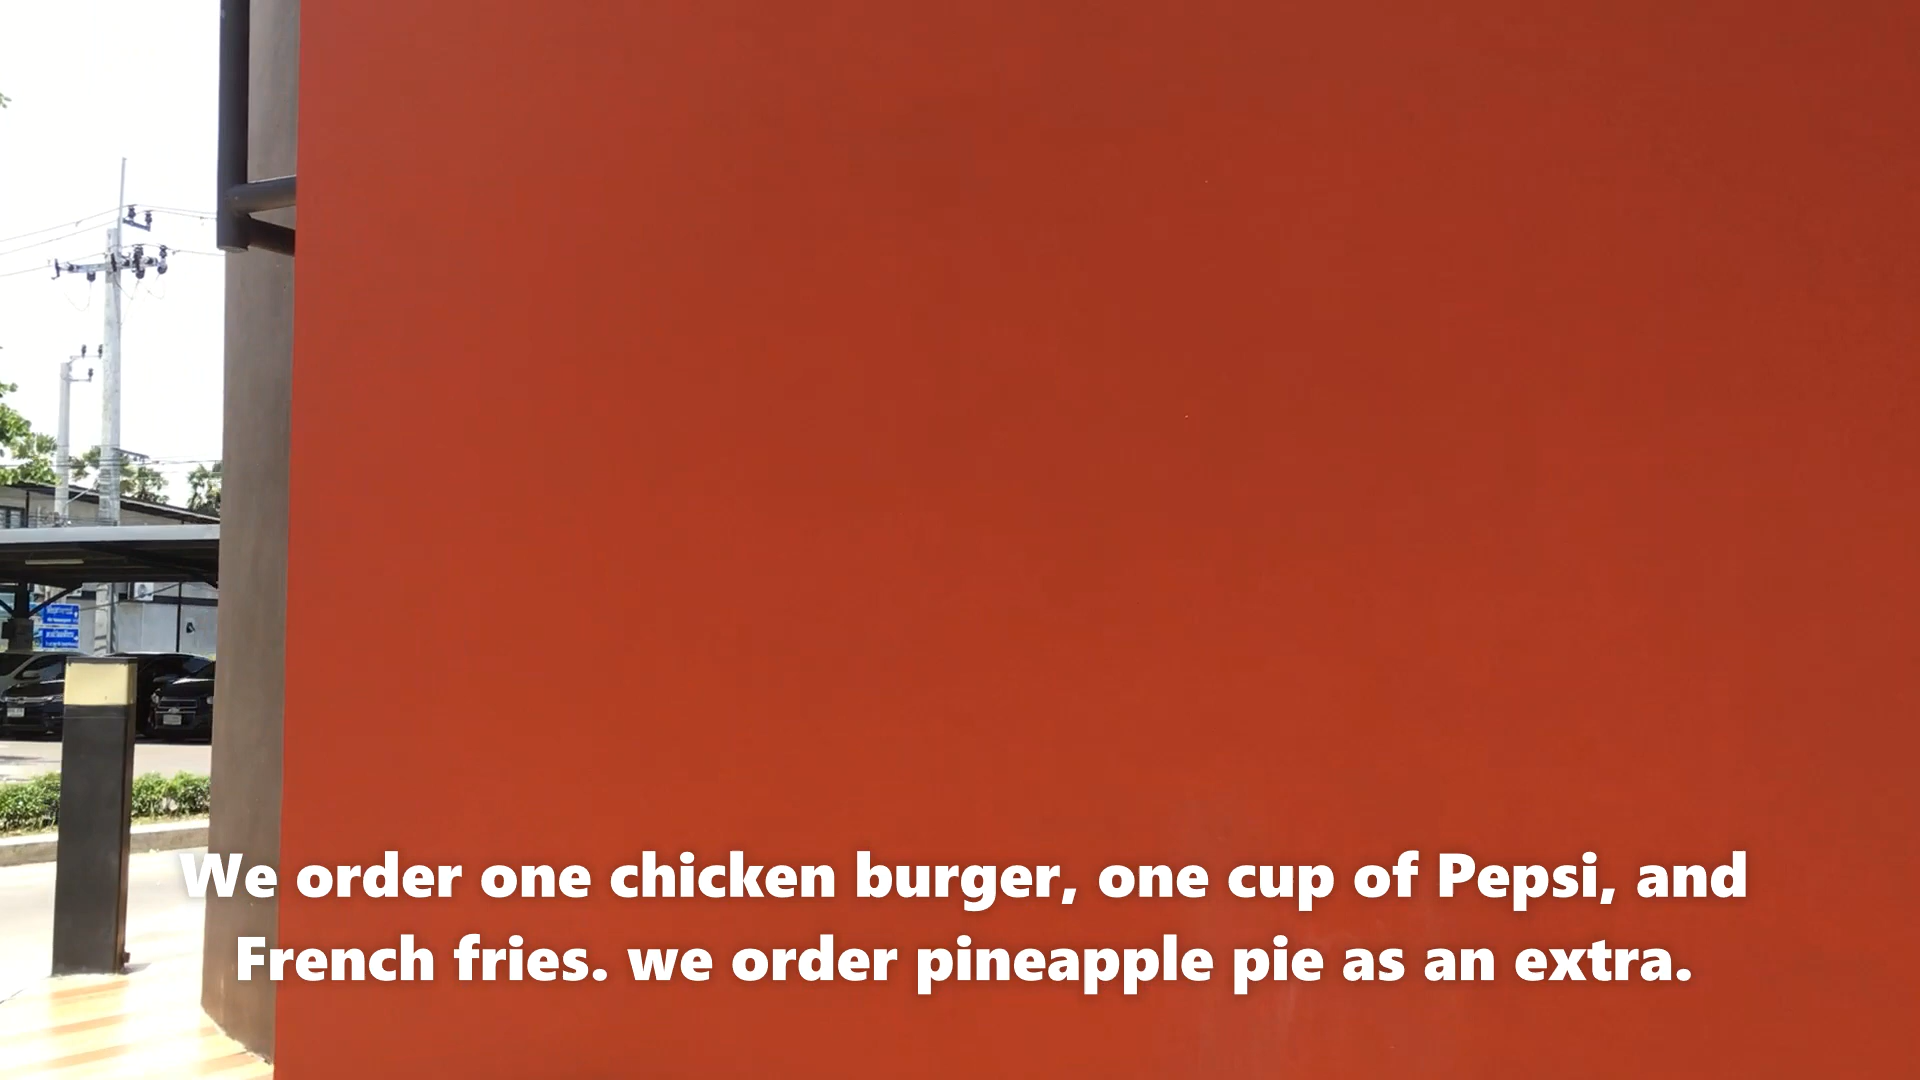 We order one chicken burger, one cup of Pepsi, and
French fries. we order pineapple pie as an extra.